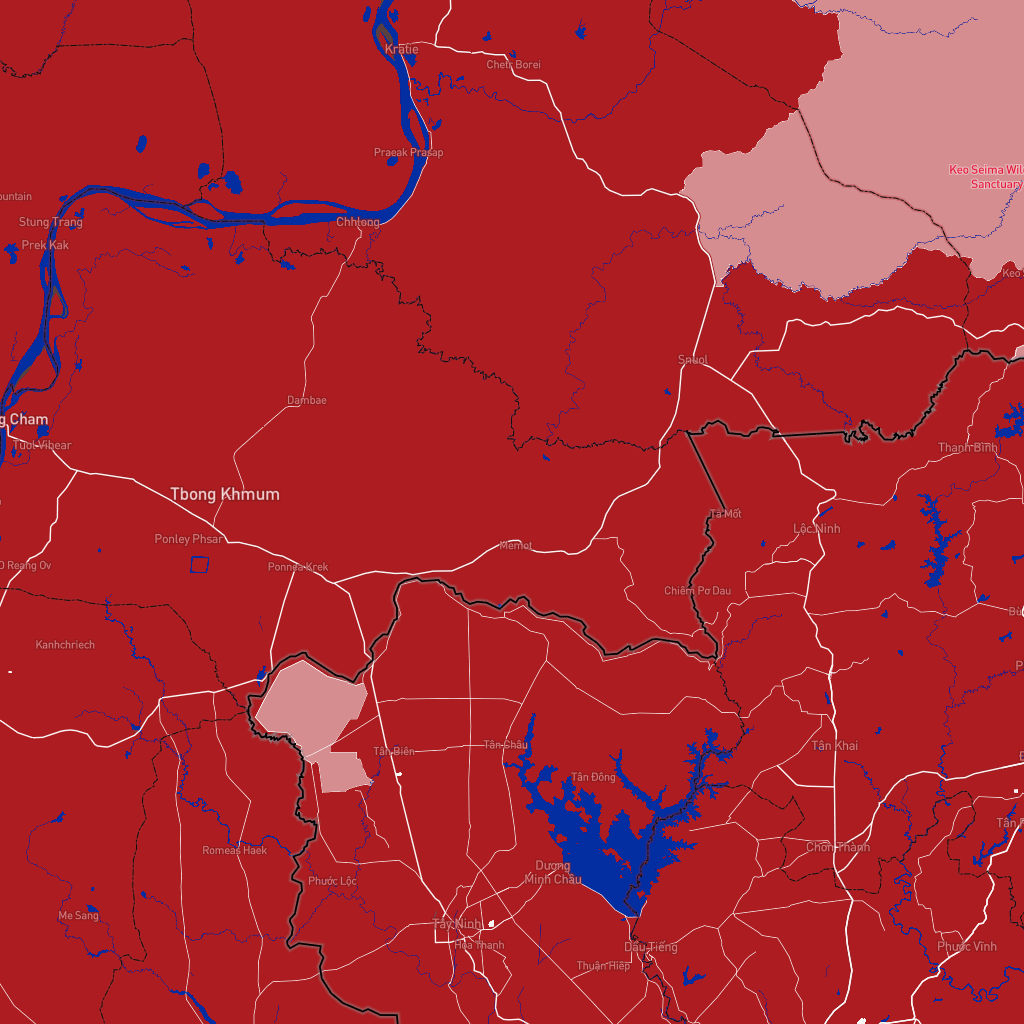 Kratie
Chetr Borei
Praeak Prasap
Keo Seima Wil
Sanctuary
ountain
Stung Trang
Chhlong
Prek Kak
Keo
Snuol
Dambae
g Cham
Tuol Vibear
Thanh Bình
Tbong Khmum
Tà Mốt
Lộc Ninh
Ponley Phsar
Memot
O Reang Ov
Ponnea Krek
Chiêm Pơ Dau
Bù
Kanhchriech
P
Tân Biên
Tân Châu
Tân Khai
Tân Đông
Romeas Haek
Chơn Thành
Dương
Minh Châu
Phước Lộc
Me Sang
Tây Ninh
Hòa Thành
Dầu Tiếng
Phước Vĩnh
Thuận Hiệp